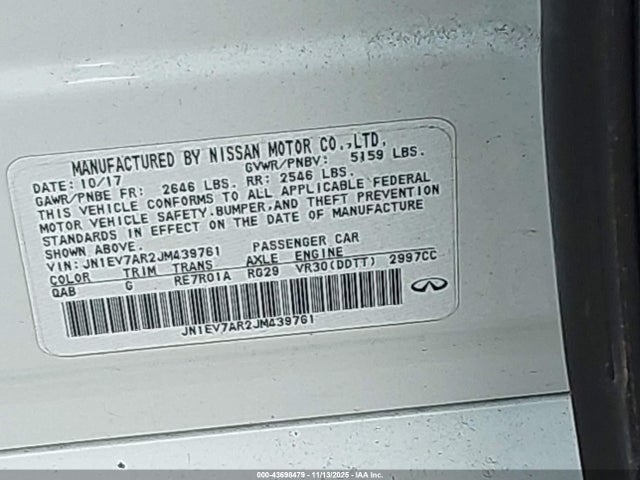 MANUFACTURED BY NISSAN MOTOR CO.,LTD.
DATE: 10/17 GVWR/PNBV: 5159 LBS.
GAWR/PNBE FR: 2646 LBS. RR: 2546 LBS.
THIS VEHICLE CONFORMS TO ALL APPLICABLE FEDERAL
MOTOR VEHICLE SAFETY,BUMPER,AND THEFT PREVENTION
STANDARDS IN EFFECT ON THE DATE OF MANUFACTURE
SHOWN ABOVE.
VIN: JN1EV7AR2JM439761 PASSENGER CAR
COLOR TRIM TRANS AXLE ENGINE
QAB G RE7R01A RG29 VR30(DDTT) 2997CC
JN1EV7AR2JM439761
000-43698479 - 11/13/2025 - IAA Inc.